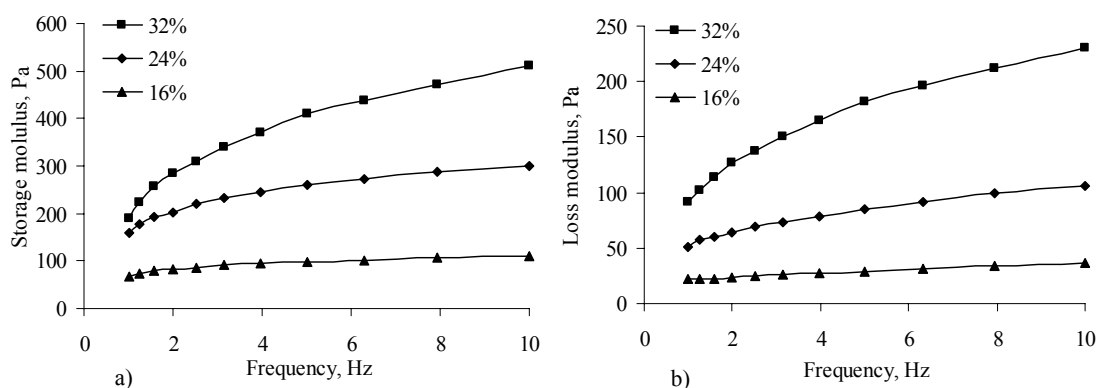 600
500
400
300
200
100
0
Storage molulus, Pa
32%
24%
16%
0 2 4 6 8 10
Frequency, Hz
a)
250
200
150
100
50
0
Loss modulus, Pa
32%
24%
16%
0 2 4 6 8 10
Frequency, Hz
b)